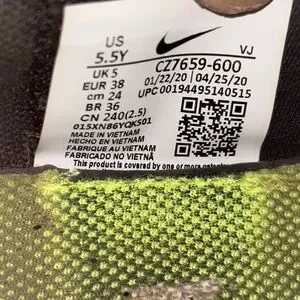 US
5.5Y
VJ
UK 5
EUR 38
cm 24
BR 36
CN 240(2.5)
CZ7659-600
01/22/20 04/25/20
UPC 00194495140515
015XN86YQK501
MADE IN VIETNAM
HECHO EN VIETNAM
FABRIQUE AU VIETNAM
FABRICADO NO VIETNÃ
This product is covered by one or more